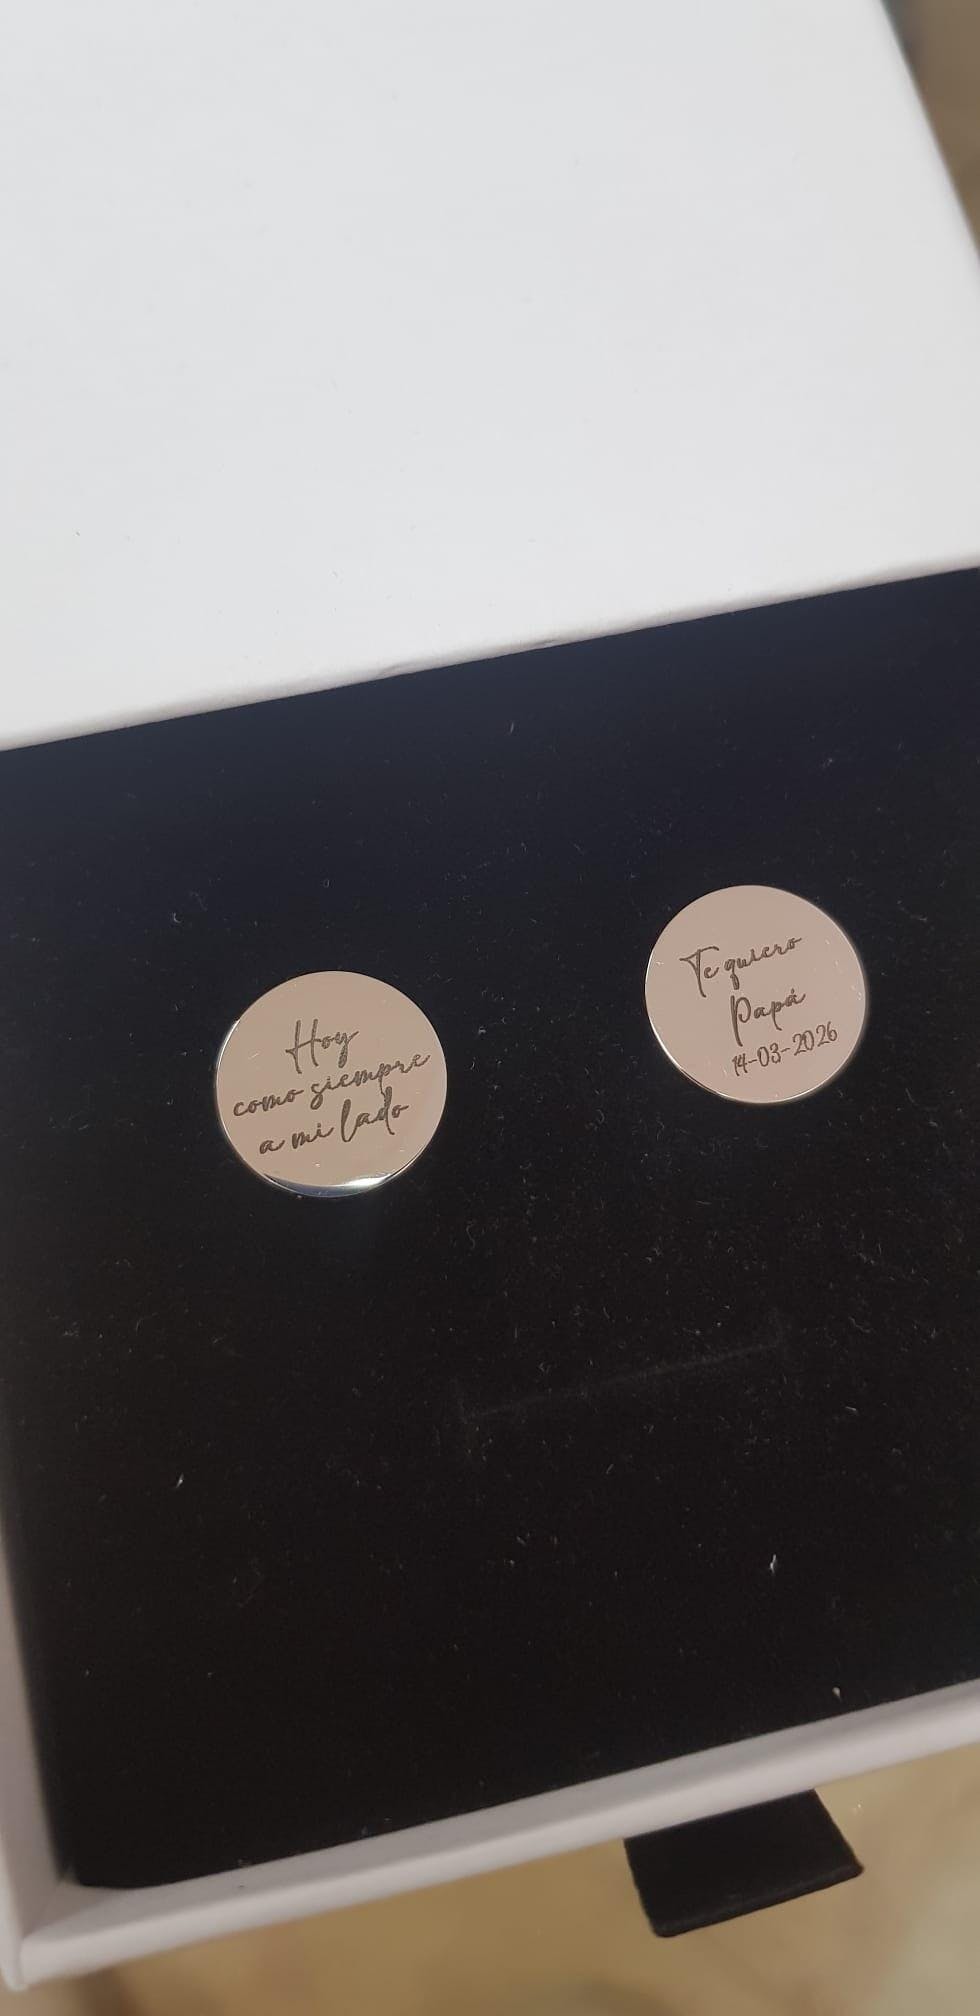 Hoy
como siempre
a mi lado
Te quiero
Papá
14-03-2026